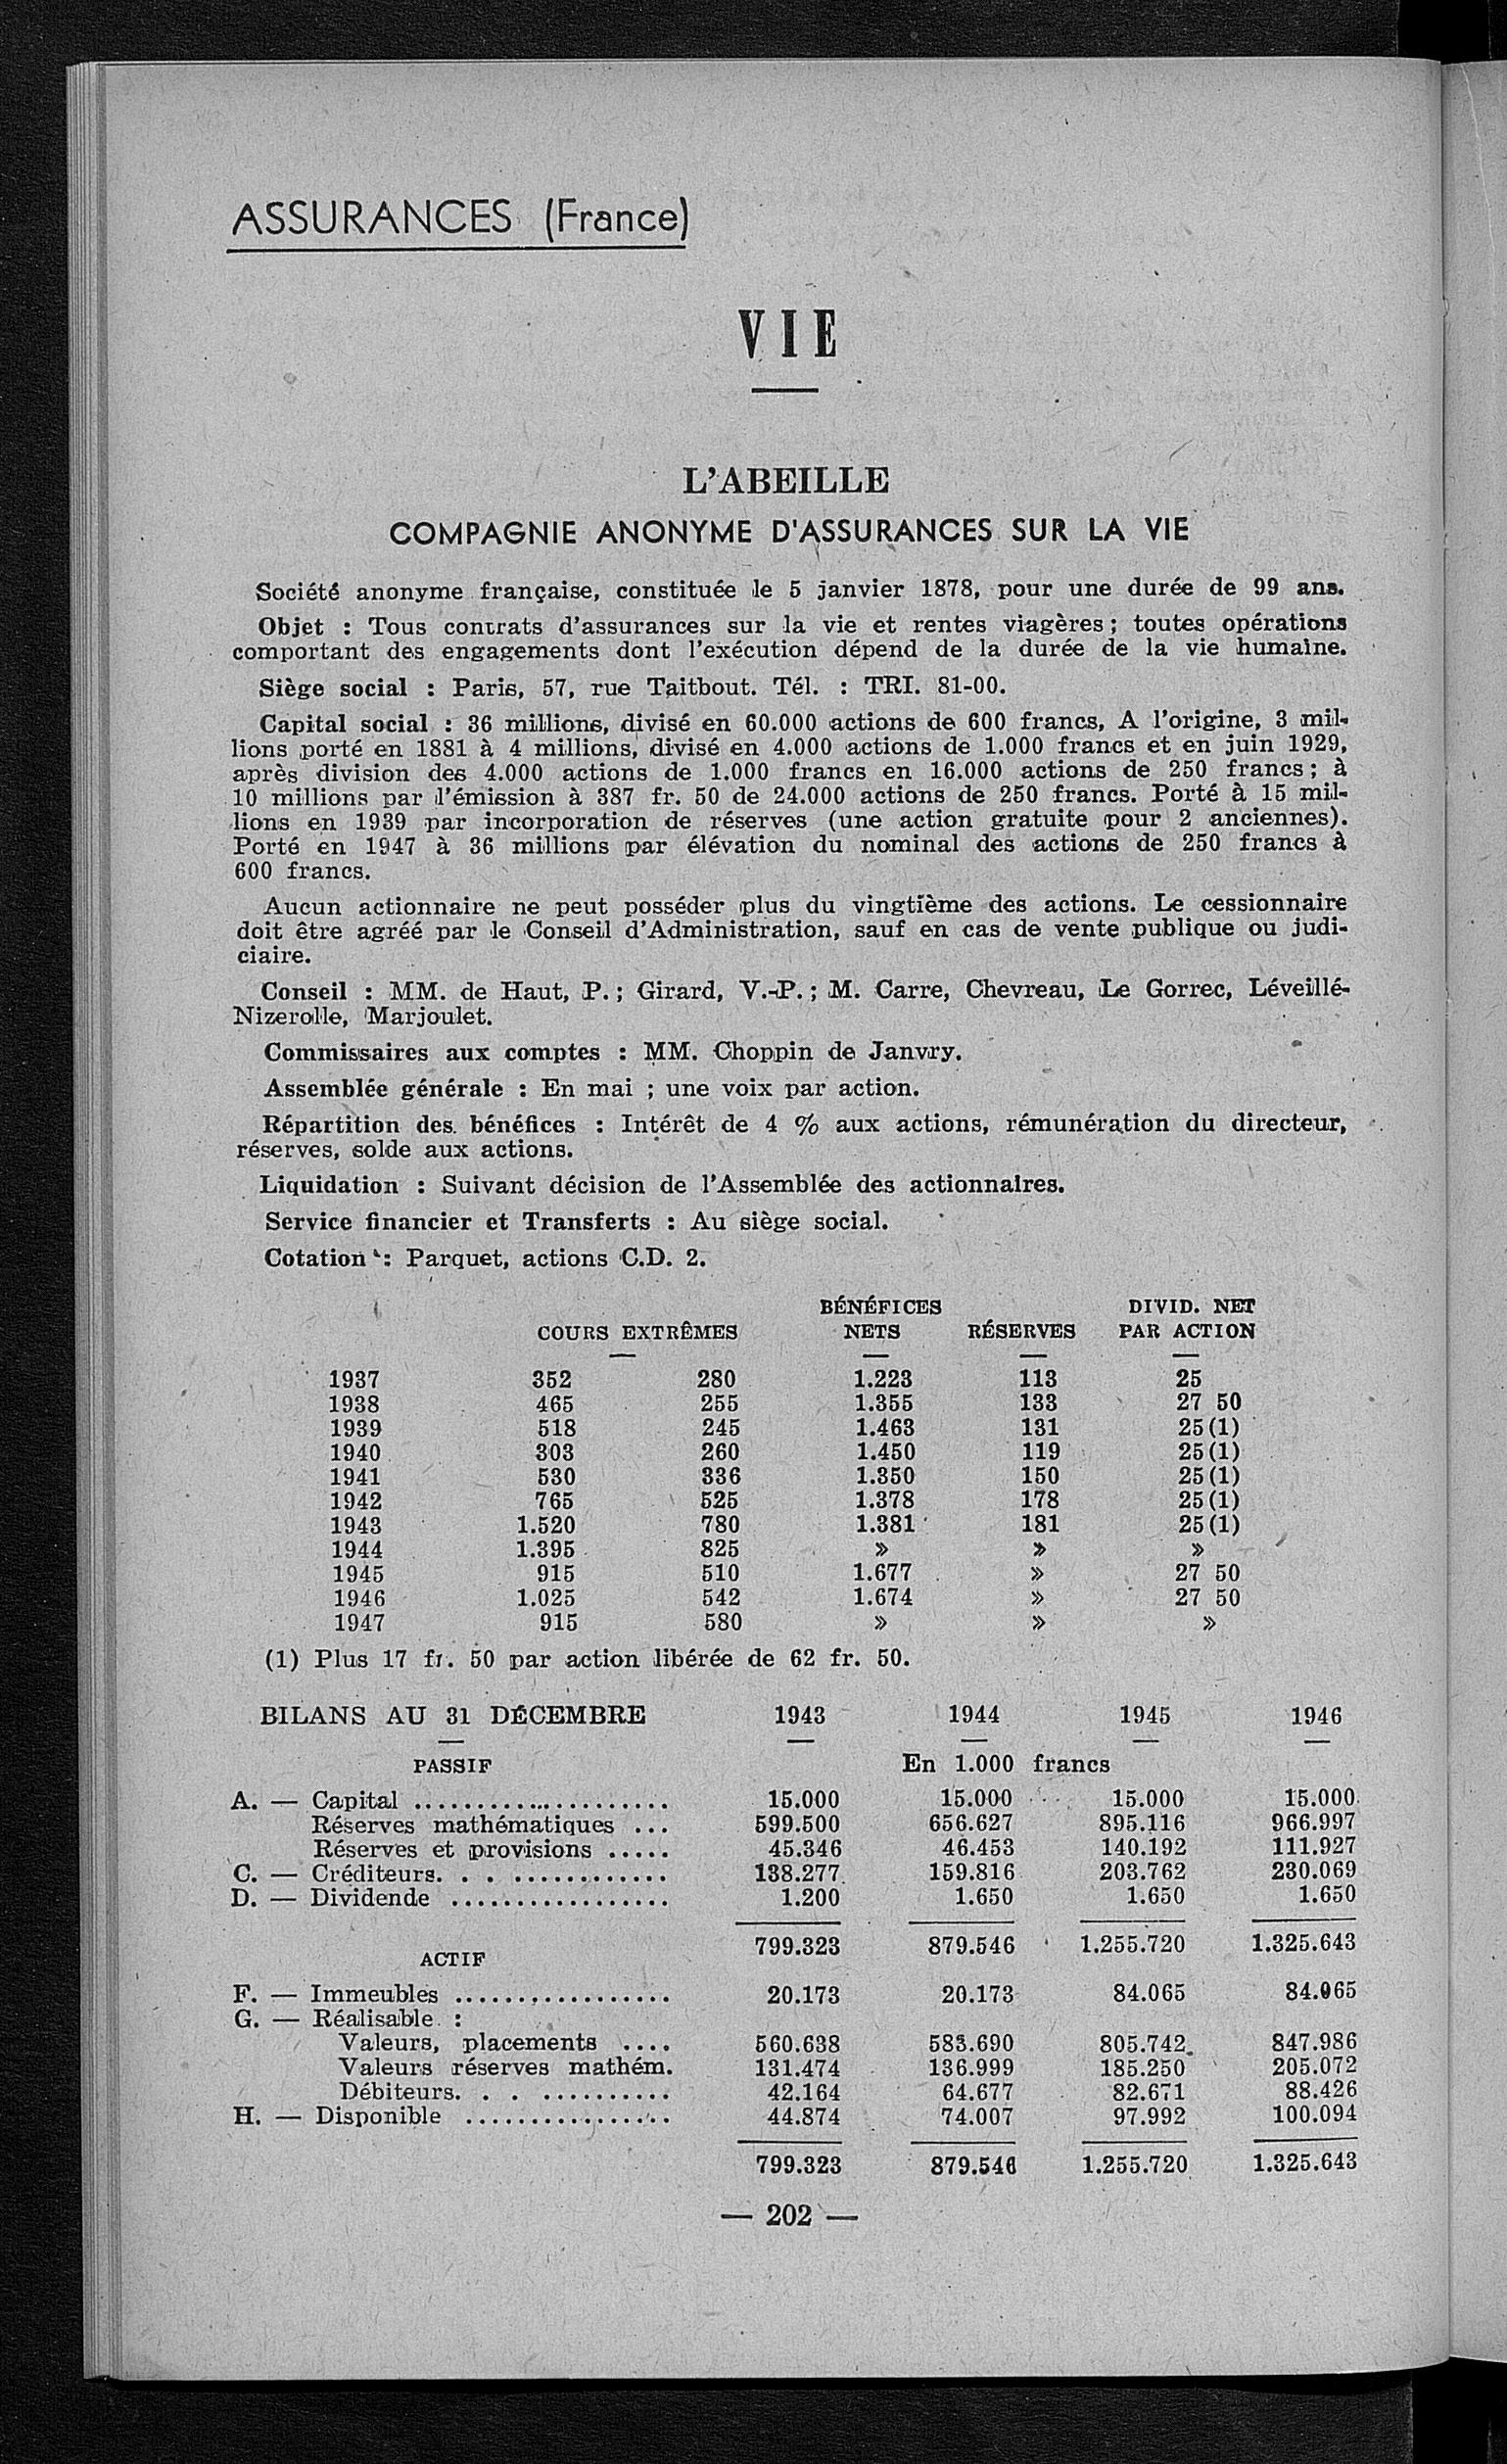 ASSURANCES (France)
VIE
L'ABEILLE
COMPAGNIE ANONYME D'ASSURANCES SUR LA VIE
Société anonyme française, constituée le 5 janvier 1878, pour une durée de 99 ans.
Objet : Tous contrats d'assurances sur la vie et rentes viagères; toutes opérations
comportant des engagements dont l'exécution dépend de la durée de la vie humaine.
Siège social : Paris, 57, rue Taitbout. Tél. : TRI. 81-00.
Capital social : 36 millions, divisé en 60.000 actions de 600 francs, A l'origine, 3 mil-
lions porté en 1881 à 4 millions, divisé en 4.000 actions de 1.000 francs et en juin 1929,
après division des 4.000 actions de 1.000 francs en 16.000 actions de 250 francs; à
10 millions par l'émission à 387 fr. 50 de 24.000 actions de 250 francs. Porté à 15 mil-
lions en 1939 par incorporation de réserves (une action gratuite pour 2 anciennes).
Porté en 1947 à 36 millions par élévation du nominal des actions de 250 francs à
600 francs.
Aucun actionnaire ne peut posséder plus du vingtième des actions. Le cessionnaire
doit être agréé par le Conseil d'Administration, sauf en cas de vente publique ou judi-
ciaire.
Conseil : MM. de Haut, P.; Girard, V.-P.; M. Carre, Chevreau, Le Gorrec, Léveillé-
Nizerolle, Marjoulet.
Commissaires aux comptes : MM. Choppin de Janvry.
Assemblée générale : En mai ; une voix par action.
Répartition des. bénéfices : Intérêt de 4 % aux actions, rémunération du directeur,
réserves, solde aux actions.
Liquidation : Suivant décision de l'Assemblée des actionnaires.
Service financier et Transferts : Au siège social.
Cotation : Parquet, actions C.D. 2.
BÉNÉFICES DIVID. NET
COURS EXTRÊMES NETS RÉSERVES PAR ACTION
1937 352 280 1.223 113 25
1938 465 255 1.355 133 27 50
1939 518 245 1.463 131 25(1)
1940 303 260 1.450 119 25(1)
1941 530 336 1.350 150 25(1)
1942 765 525 1.378 178 25(1)
1943 1.520 780 1.381 181 25(1)
1944 1.395 825 » » »
1945 915 510 1.677 » 27 50
1946 1.025 542 1.674 » 27 50
1947 915 580 » » »
(1) Plus 17 fr. 50 par action libérée de 62 fr. 50.
BILANS AU 31 DÉCEMBRE 1943 1944 1945 1946
PASSIF En 1.000 francs
A. — Capital .................... 15.000 15.000 15.000 15.000
Réserves mathématiques ... 599.500 656.627 895.116 966.997
Réserves et provisions ..... 45.346 46.453 140.192 111.927
C. — Créditeurs. . . ............ 138.277 159.816 203.762 230.069
D. — Dividende ................. 1.200 1.650 1.650 1.650
799.323 879.546 1.255.720 1.325.643
ACTIF
F. — Immeubles ................. 20.173 20.173 84.065 84.065
G. — Réalisable :
Valeurs, placements .... 560.638 583.690 805.742 847.986
Valeurs réserves mathém. 131.474 136.999 185.250 205.072
Débiteurs. . . .......... 42.164 64.677 82.671 88.426
H. — Disponible ................ 44.874 74.007 97.992 100.094
799.323 879.546 1.255.720 1.325.643
— 202 —